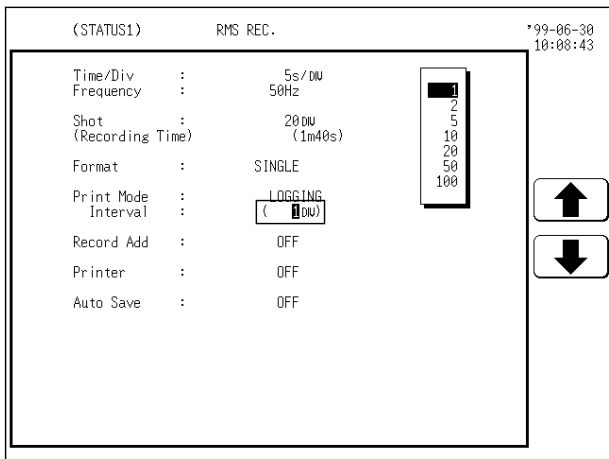 (STATUS1) RMS REC. '99-06-30
10:08:43
Time/Div : 5s/DIV
Frequency : 50Hz
Shot : 20DIV
(Recording Time) (1m40s)
Format : SINGLE
Print Mode : LOGGING
Interval : ( 1DIV)
Record Add : OFF
Printer : OFF
Auto Save : OFF
1
2
5
10
20
50
100